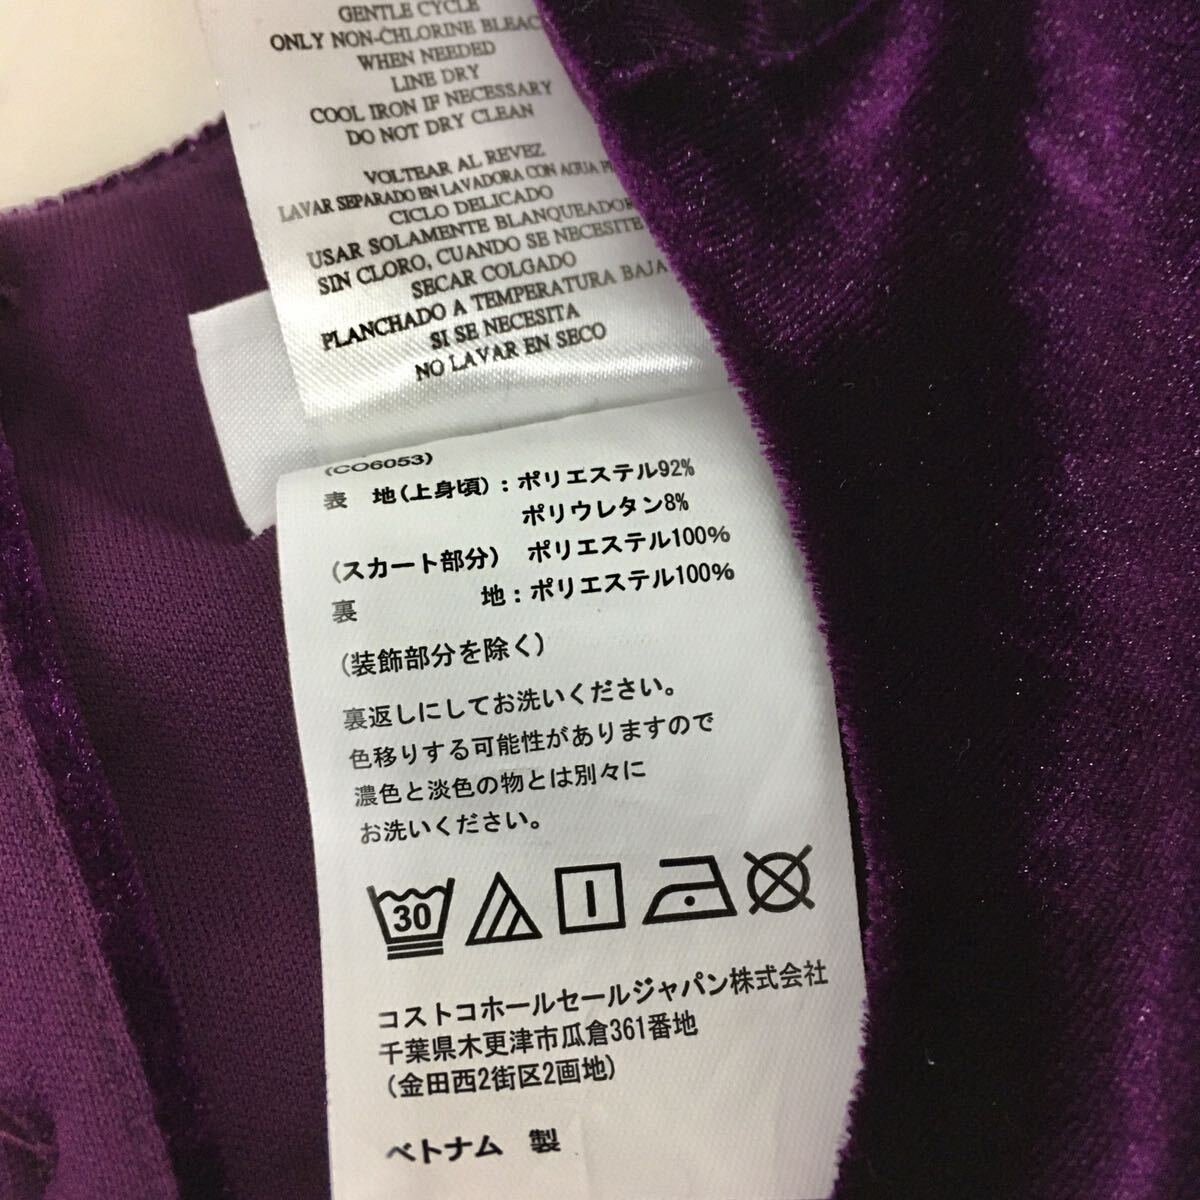 GENTLE CYCLE
ONLY NON-CHLORINE BLEAC
WHEN NEEDED
LINE DRY
COOL IRON IF NECESSARY
DO NOT DRY CLEAN
VOLTEAR AL REVEZ
LAVAR SEPARADO EN LAVADORA CON AGUA
CICLO DELICADO
USAR SOLAMENTE BLANQUEADOR
SIN CLORO, CUANDO SE NECESITE
SECAR COLGADO
PLANCHADO A TEMPERATURA BAJA
SI SE NECESITA
NO LAVAR EN SECO
(CO6053)
表 地(上身頃)：ポリエステル92%
ポリウレタン8%
(スカート部分) ポリエステル100%
裏 地：ポリエステル100%
(装飾部分を除く)
裏返しにしてお洗いください。
色移りする可能性がありますので
濃色と淡色の物とは別々に
お洗いください。
30
コストコホールセールジャパン株式会社
千葉県木更津市瓜倉361番地
(金田西2街区2画地)
ベトナム 製